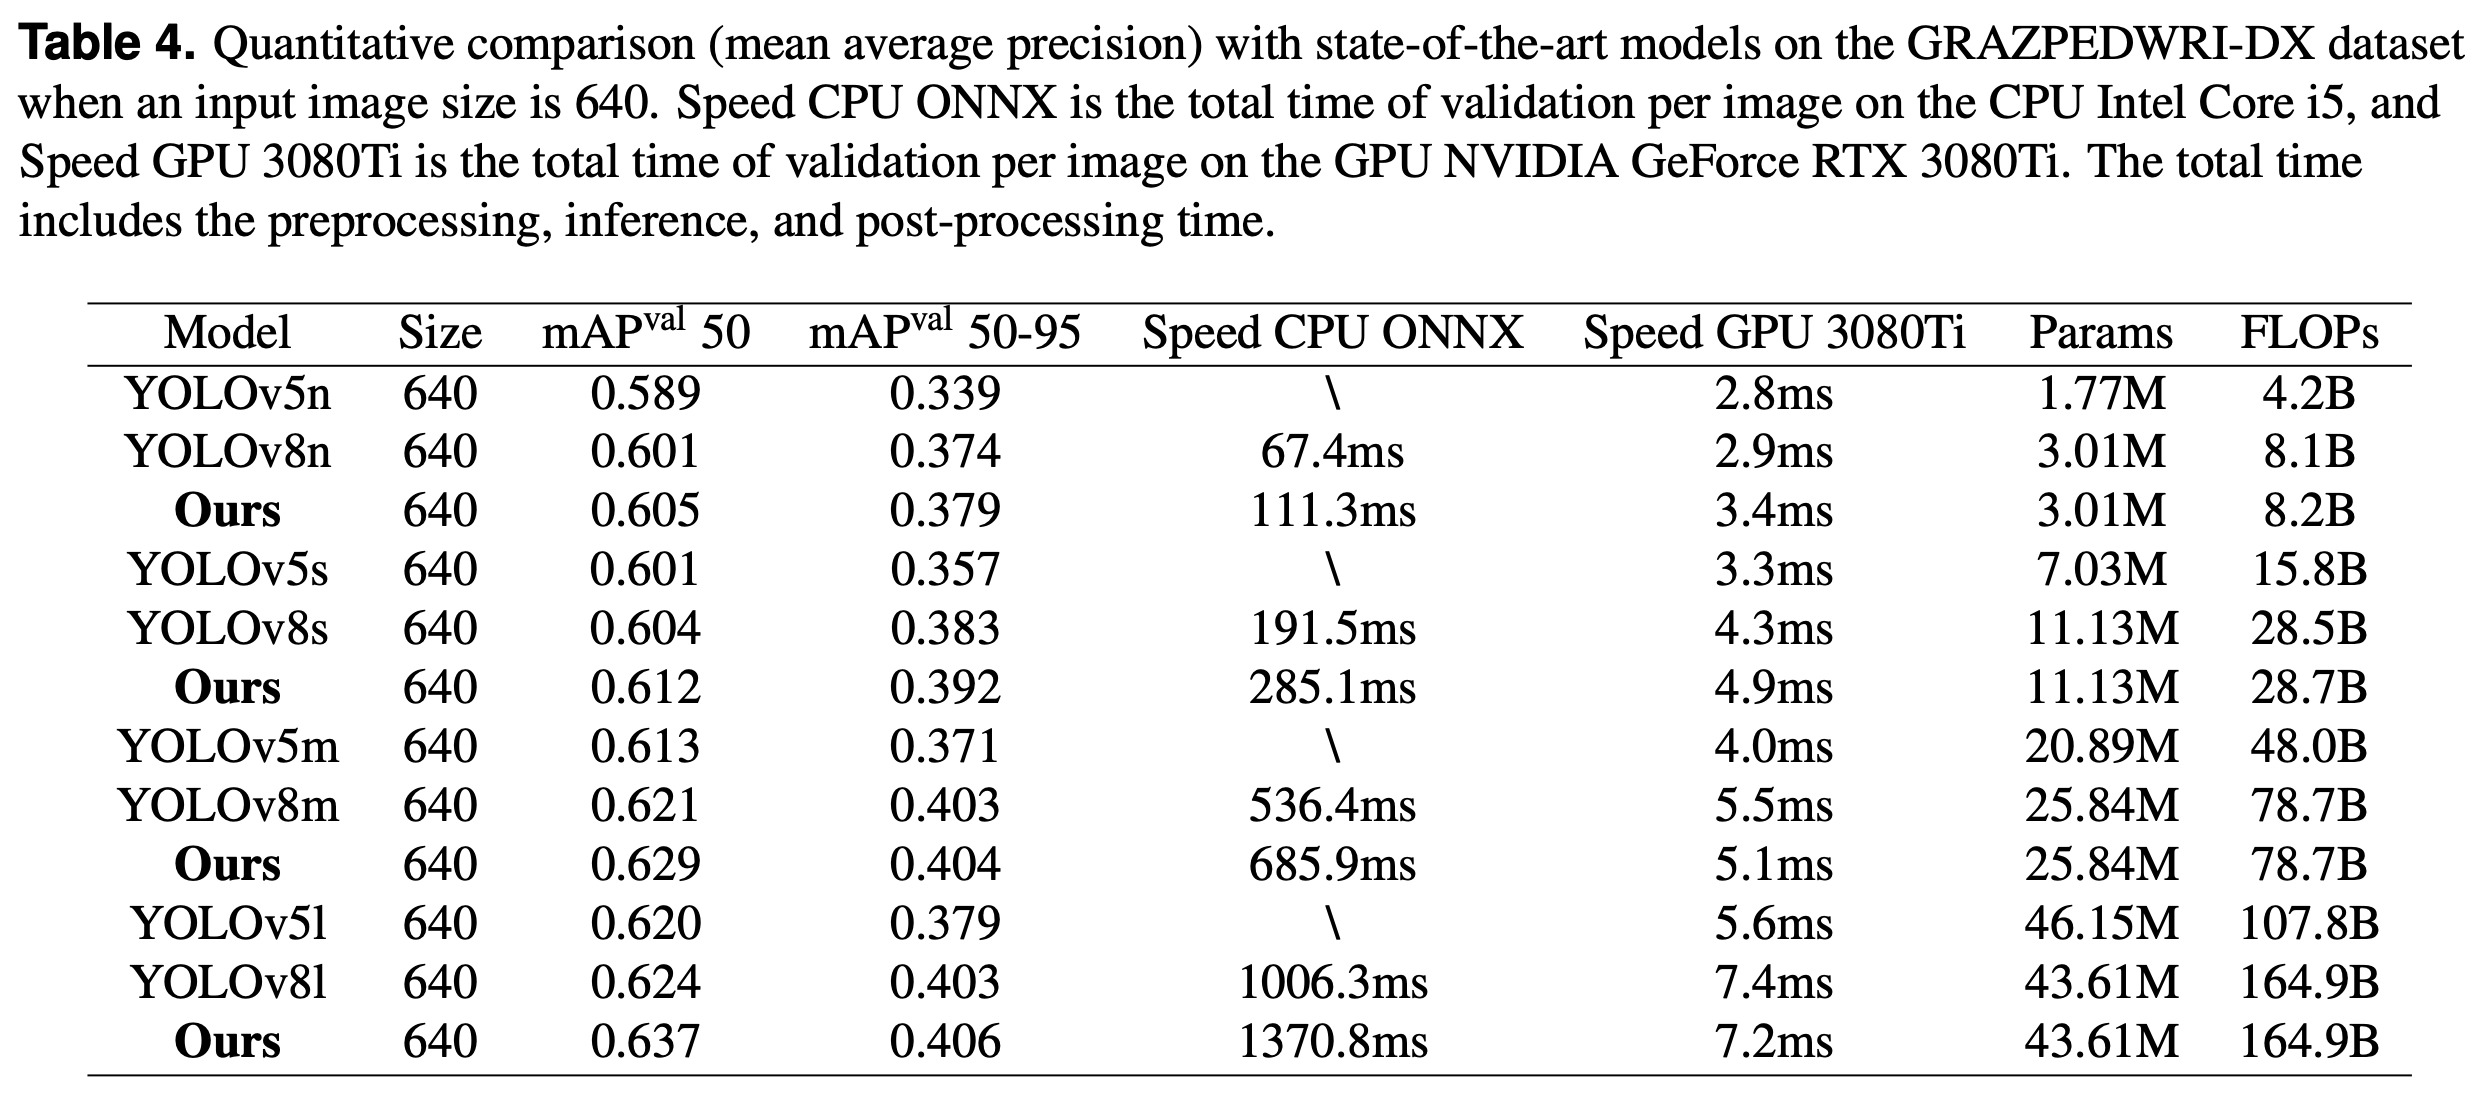 Table 4. Quantitative comparison (mean average precision) with state-of-the-art models on the GRAZPEDWRI-DX dataset
when an input image size is 640. Speed CPU ONNX is the total time of validation per image on the CPU Intel Core i5, and
Speed GPU 3080Ti is the total time of validation per image on the GPU NVIDIA GeForce RTX 3080Ti. The total time
includes the preprocessing, inference, and post-processing time.
Model Size mAPval 50 mAPval 50-95 Speed CPU ONNX Speed GPU 3080Ti Params FLOPs
YOLOv5n 640 0.589 0.339 \ 2.8ms 1.77M 4.2B
YOLOv8n 640 0.601 0.374 67.4ms 2.9ms 3.01M 8.1B
Ours 640 0.605 0.379 111.3ms 3.4ms 3.01M 8.2B
YOLOv5s 640 0.601 0.357 \ 3.3ms 7.03M 15.8B
YOLOv8s 640 0.604 0.383 191.5ms 4.3ms 11.13M 28.5B
Ours 640 0.612 0.392 285.1ms 4.9ms 11.13M 28.7B
YOLOv5m 640 0.613 0.371 \ 4.0ms 20.89M 48.0B
YOLOv8m 640 0.621 0.403 536.4ms 5.5ms 25.84M 78.7B
Ours 640 0.629 0.404 685.9ms 5.1ms 25.84M 78.7B
YOLOv5l 640 0.620 0.379 \ 5.6ms 46.15M 107.8B
YOLOv8l 640 0.624 0.403 1006.3ms 7.4ms 43.61M 164.9B
Ours 640 0.637 0.406 1370.8ms 7.2ms 43.61M 164.9B